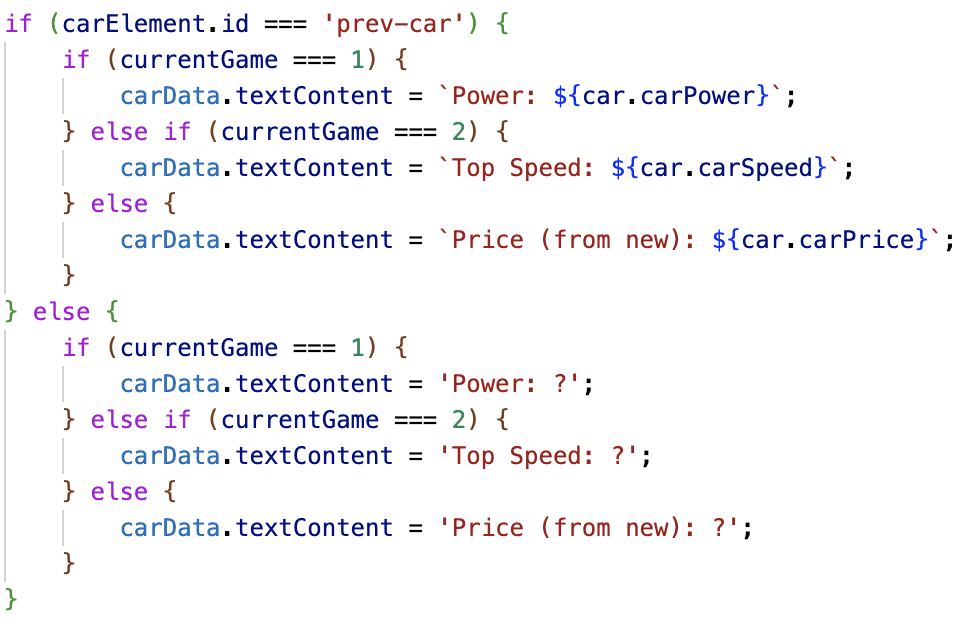 if (carElement.id === 'prev-car') {
    if (currentGame === 1) {
        carData.textContent = `Power: ${car.carPower}`;
    } else if (currentGame === 2) {
        carData.textContent = `Top Speed: ${car.carSpeed}`;
    } else {
        carData.textContent = `Price (from new): ${car.carPrice}`;
    }
} else {
    if (currentGame === 1) {
        carData.textContent = 'Power: ?';
    } else if (currentGame === 2) {
        carData.textContent = 'Top Speed: ?';
    } else {
        carData.textContent = 'Price (from new): ?';
    }
}